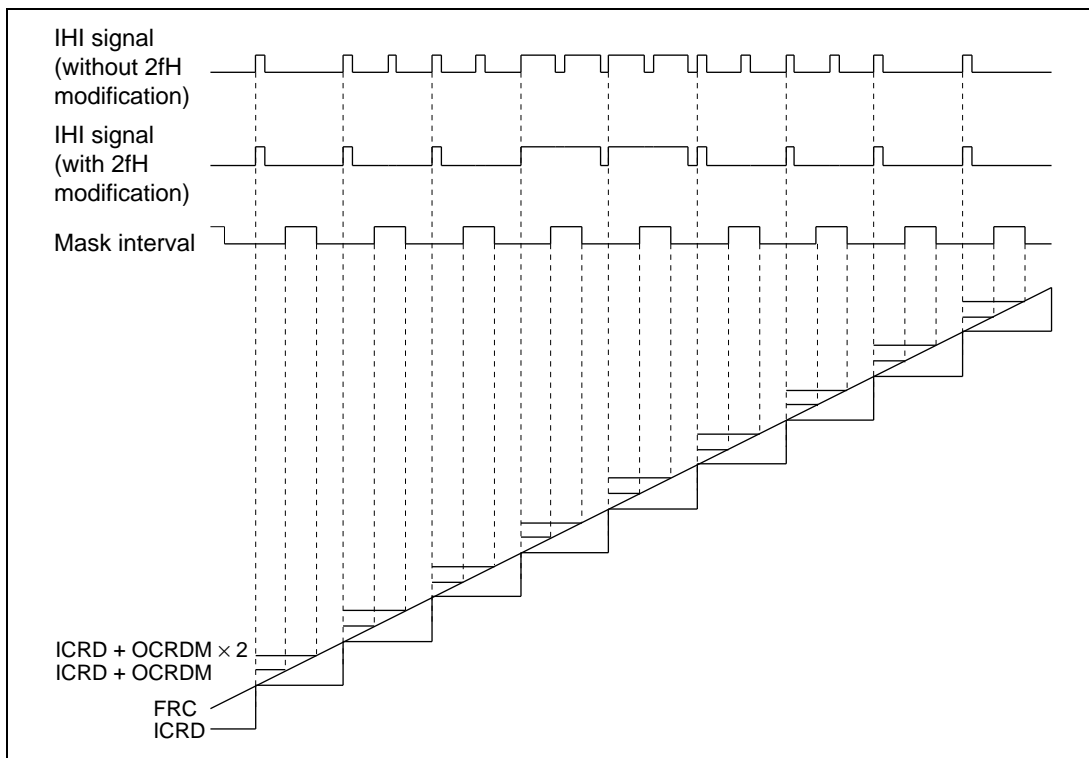 IHI signal
(without 2fH
modification)
IHI signal
(with 2fH
modification)
Mask interval
ICRD + OCRDM × 2
ICRD + OCRDM
FRC
ICRD